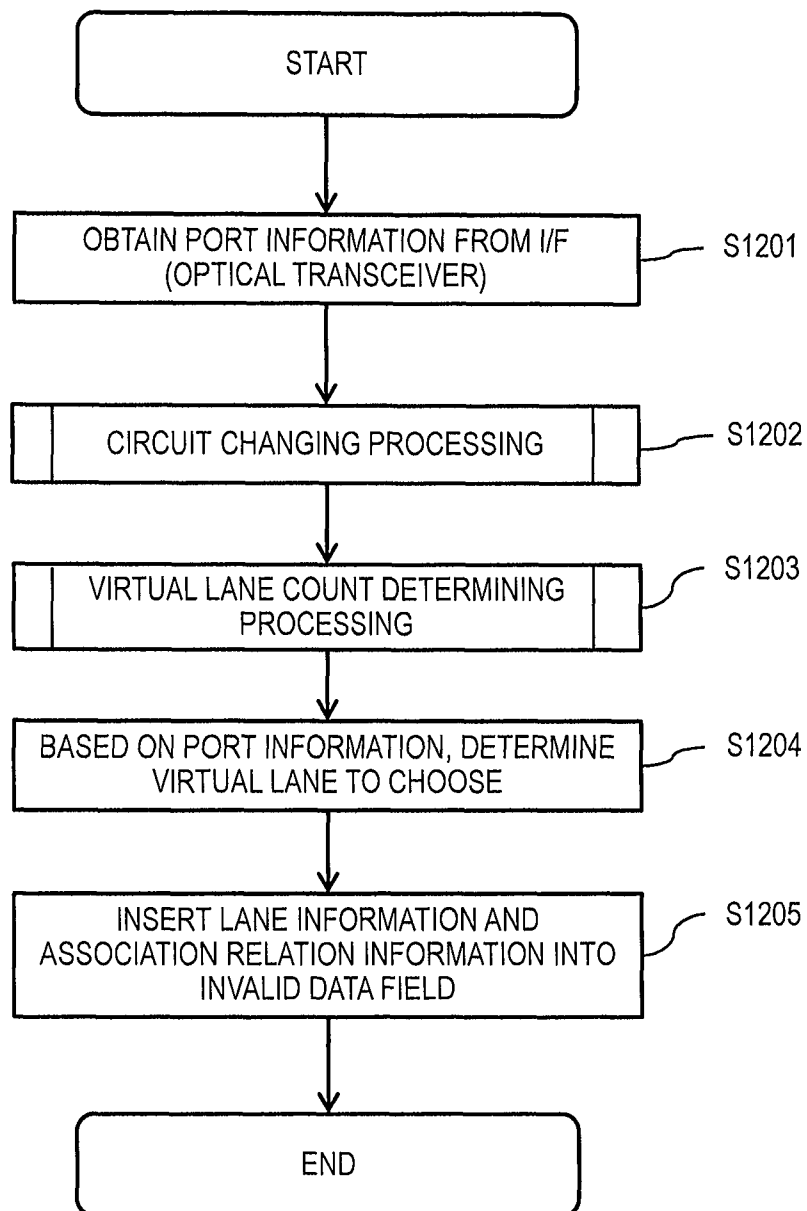 START
OBTAIN PORT INFORMATION FROM I/F
(OPTICAL TRANSCEIVER)
S1201
CIRCUIT CHANGING PROCESSING
S1202
VIRTUAL LANE COUNT DETERMINING
PROCESSING
S1203
BASED ON PORT INFORMATION, DETERMINE
VIRTUAL LANE TO CHOOSE
S1204
INSERT LANE INFORMATION AND
ASSOCIATION RELATION INFORMATION INTO
INVALID DATA FIELD
S1205
END